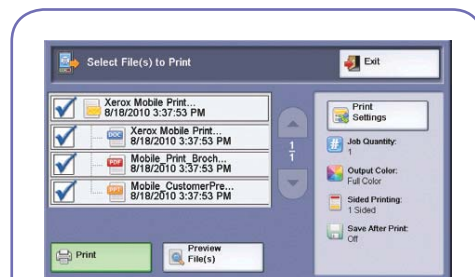 Select File(s) to Print
Exit
Xerox Mobile Print...
8/18/2010 3:37:53 PM
DOC
Xerox Mobile Print...
8/18/2010 3:37:53 PM
PDF
Mobile_Print_Broch...
8/18/2010 3:37:53 PM
PPT
Mobile_CustomerPre...
8/18/2010 3:37:53 PM
1
1
Print
Settings
#
Job Quantity:
1
Output Color:
Full Color
Sided Printing:
1 Sided
Save After Print:
Off
Print
Preview
File(s)